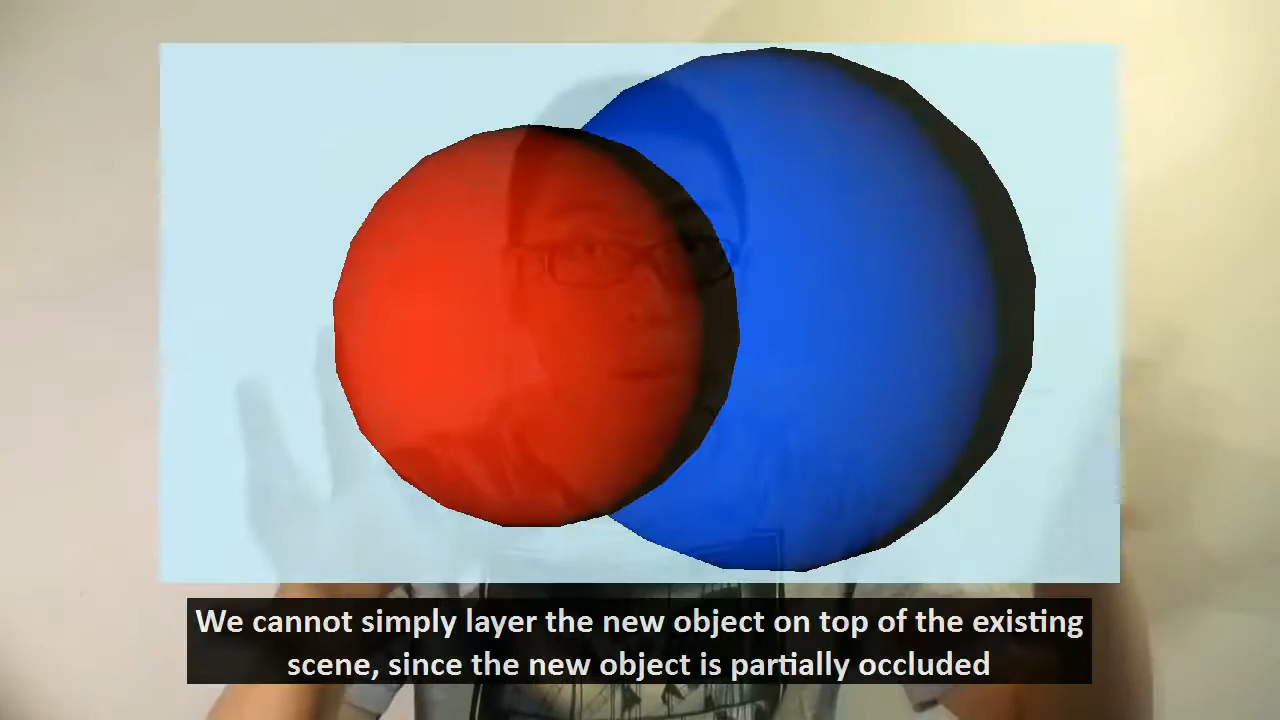 We cannot simply layer the new object on top of the existing
scene, since the new object is partially occluded